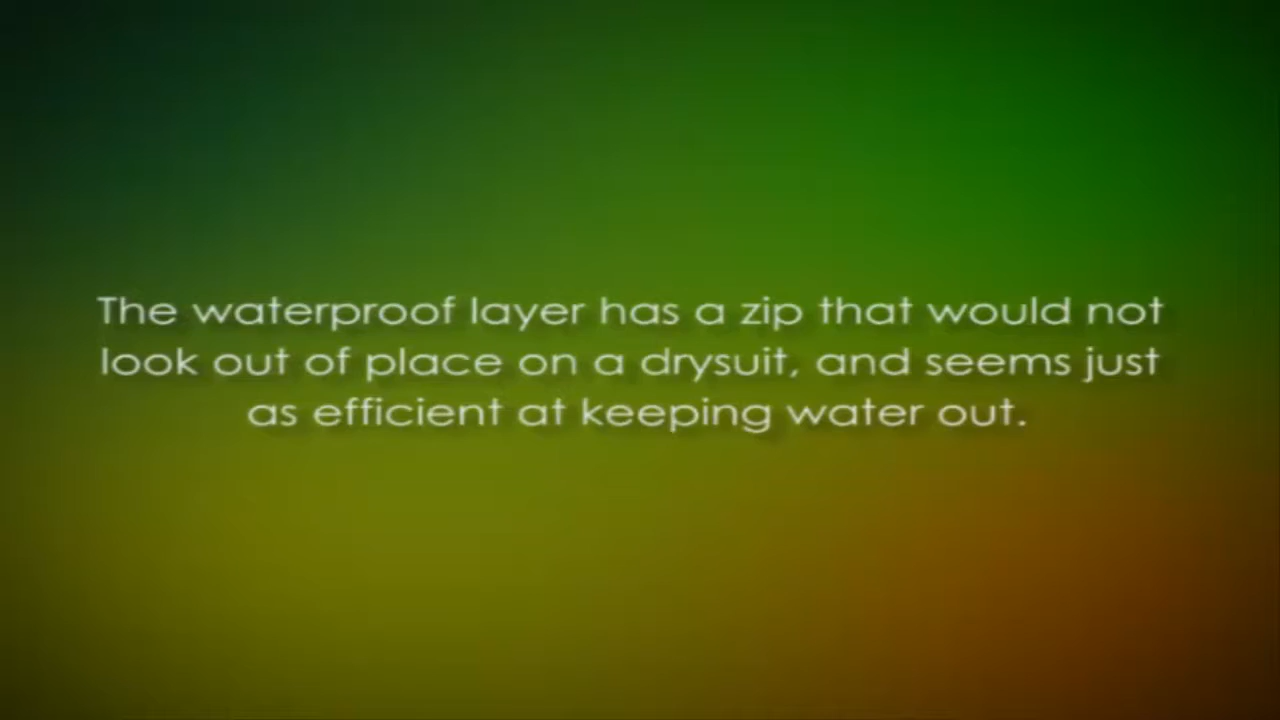 The waterproof layer has a zip that would not
look out of place on a drysuit, and seems just
as efficient at keeping water out.